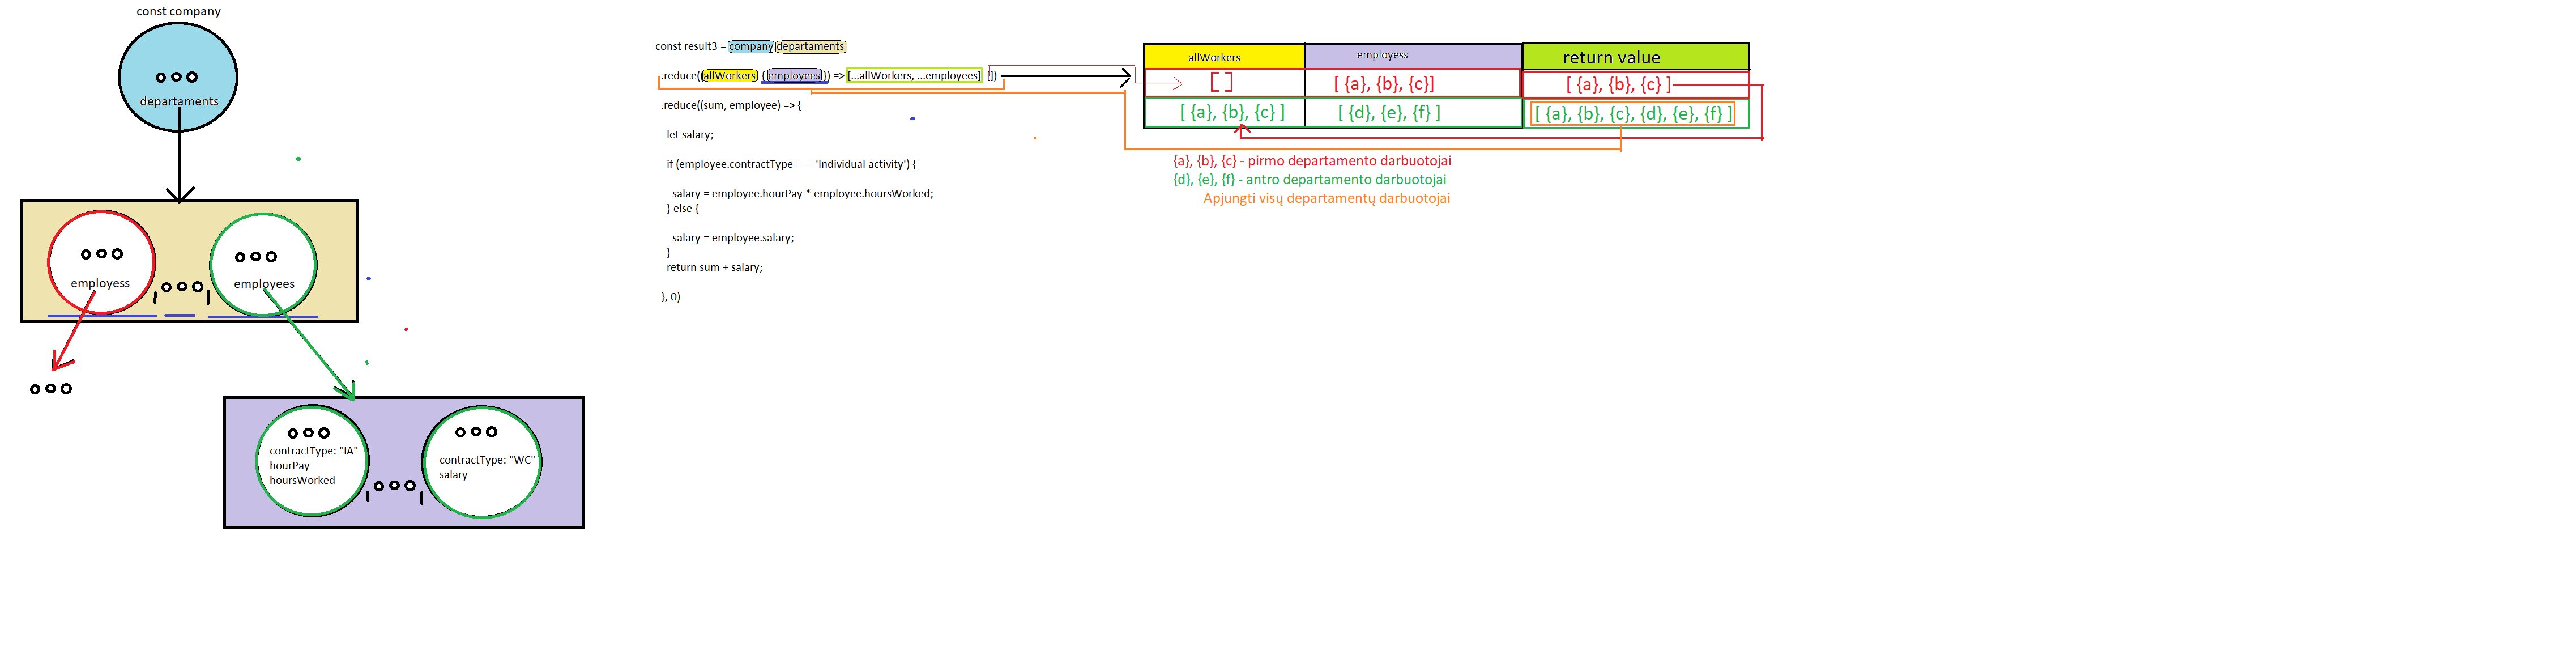 const company
departaments
employess
employees
contractType: "IA"
hourPay
hoursWorked
contractType: "WC"
salary
const result3 = company.departaments
.reduce((allWorkers, { employees }) => [...allWorkers, ...employees], [])
.reduce((sum, employee) => {
let salary;
if (employee.contractType === 'Individual activity') {
salary = employee.hourPay * employee.hoursWorked;
} else {
salary = employee.salary;
}
return sum + salary;
}, 0)
allWorkers employess return value
[] [ {a}, {b}, {c}] [ {a}, {b}, {c} ]
[ {a}, {b}, {c} ] [ {d}, {e}, {f} ] [ {a}, {b}, {c}, {d}, {e}, {f} ]
{a}, {b}, {c} - pirmo departamento darbuotojai
{d}, {e}, {f} - antro departamento darbuotojai
Apjungti visų departamentų darbuotojai